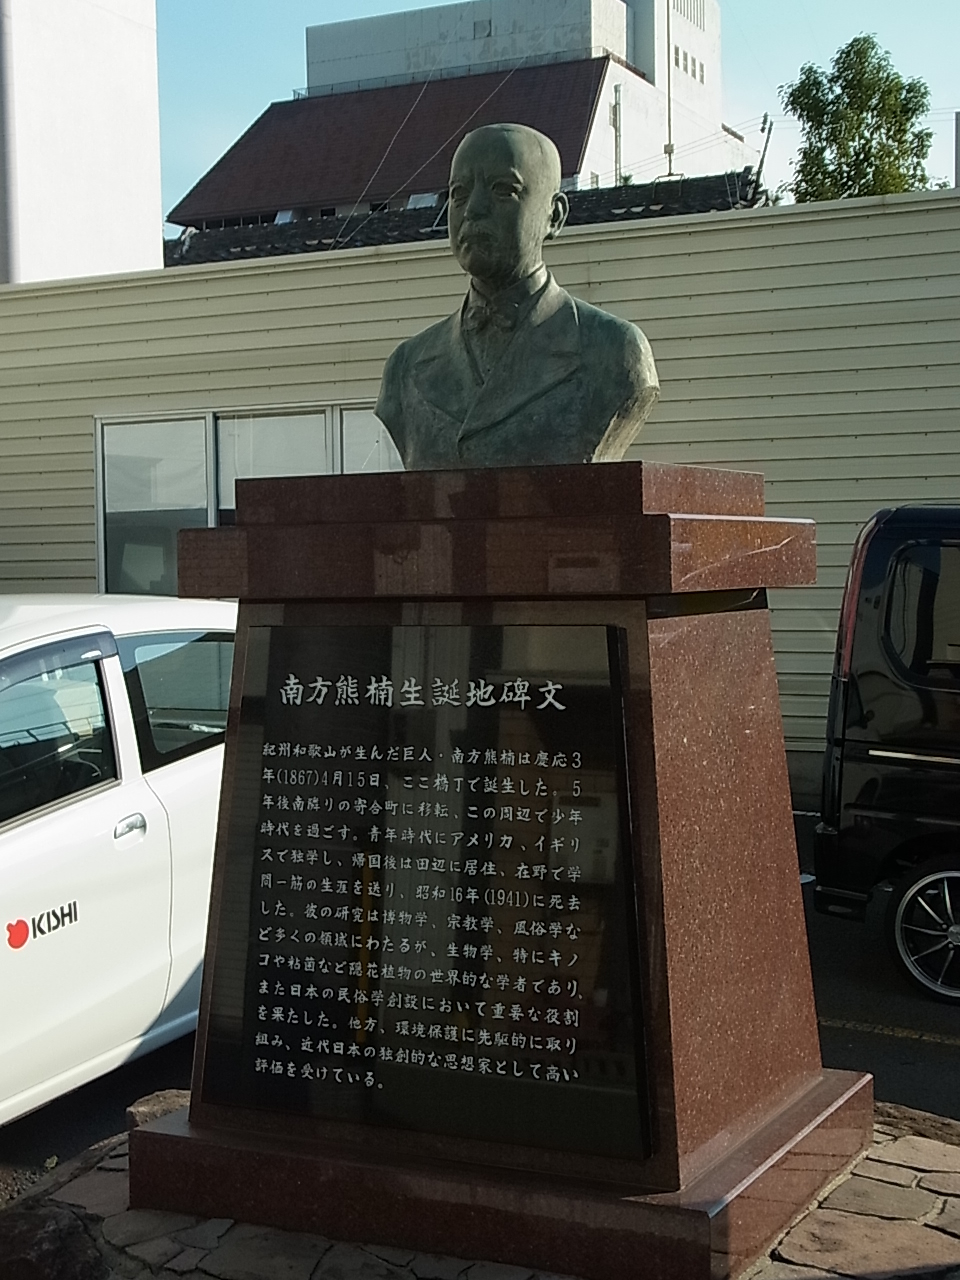 南方熊楠生誕地碑文
紀州和歌山が生んだ巨人・南方熊楠は慶応3
年(1867)4月15日、ここ橋丁で誕生した。5
年後南隣りの寄合町に移転、この周辺で少年
時代を過ごす。青年時代にアメリカ、イギリ
スで独学し、帰国後は田辺に居住、在野で学
問一筋の生涯を送り、昭和16年(1941)に死去
した。彼の研究は博物学、宗教学、風俗学な
ど多くの領域にわたるが、生物学、特にキノ
コや粘菌など隠花植物の世界的な学者であり、
また日本の民俗学創設において重要な役割
を果たした。他方、環境保護に先駆的に取り
組み、近代日本の独創的な思想家として高い
評価を受けている。
KISHI